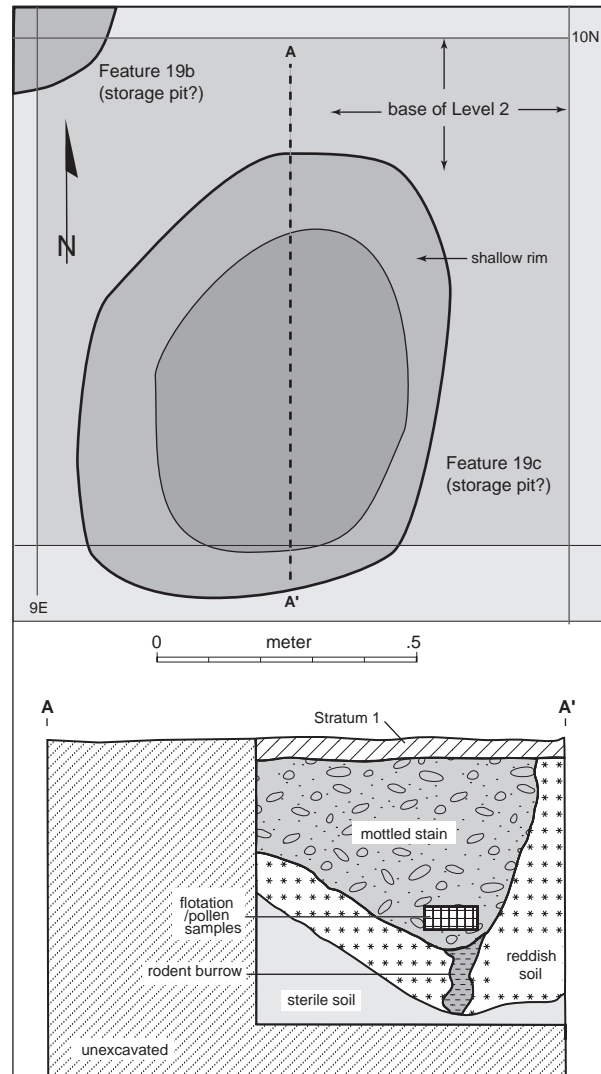 10N
A
Feature 19b
(storage pit?)
base of Level 2
N
shallow rim
Feature 19c
(storage pit?)
9E
A'
0 meter .5
A A'
Stratum 1
mottled stain
flotation
/pollen
samples
reddish
soil
rodent burrow
sterile soil
unexcavated